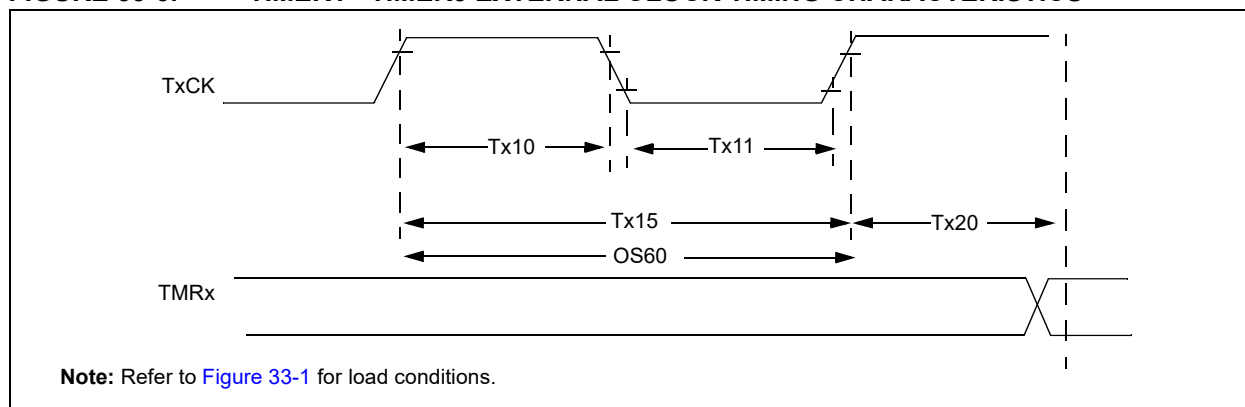 TxCK
Tx10
Tx11
Tx15
Tx20
OS60
TMRx
Note: Refer to Figure 33-1 for load conditions.